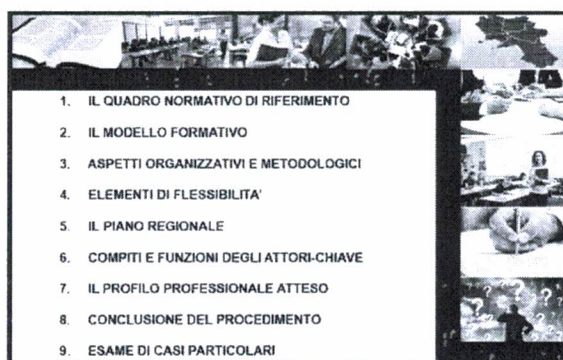 1. IL QUADRO NORMATIVO DI RIFERIMENTO
2. IL MODELLO FORMATIVO
3. ASPETTI ORGANIZZATIVI E METODOLOGICI
4. ELEMENTI DI FLESSIBILITA'
5. IL PIANO REGIONALE
6. COMPITI E FUNZIONI DEGLI ATTORI-CHIAVE
7. IL PROFILO PROFESSIONALE ATTESO
8. CONCLUSIONE DEL PROCEDIMENTO
9. ESAME DI CASI PARTICOLARI